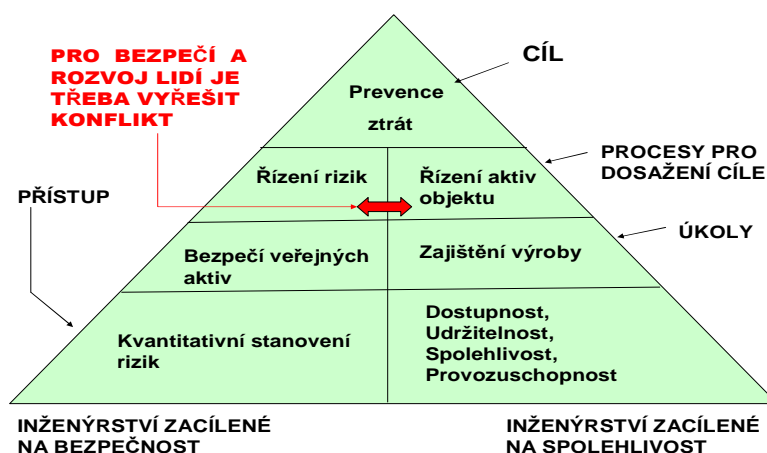 PRO BEZPEČÍ A
ROZVOJ LIDÍ JE
TŘEBA VYŘEŠIT
KONFLIKT
CÍL
Prevence
ztrát
PROCESY PRO
DOSAŽENÍ CÍLE
Řízení rizik
Řízení aktiv
objektu
PŘÍSTUP
ÚKOLY
Bezpečí veřejných
aktiv
Zajištění výroby
Kvantitativní stanovení
rizik
Dostupnost,
Udržitelnost,
Spolehlivost,
Provozuschopnost
INŽENÝRSTVÍ ZACÍLENÉ
NA BEZPEČNOST
INŽENÝRSTVÍ ZACÍLENÉ
NA SPOLEHLIVOST